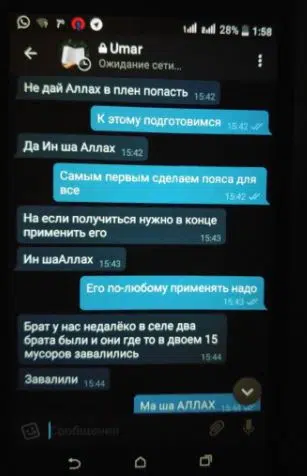 28% 1:58
Umar
Ожидание сети...
Не дай Аллах в плен попасть 15:42
К этому подготовимся 15:42
Да Ин ша Аллах 15:42
Самым первым сделаем пояса для
все 15:42
На если получиться нужно в конце
применить его 15:43
Ин шаАллах 15:43
Его по-любому применять надо
15:43
Брат у нас недалёко в селе два
брата были и они где то в двоем 15
мусоров завалились 15:44
Завалили 15:44
Ма ша АЛЛАХ 15:44
Сообщение